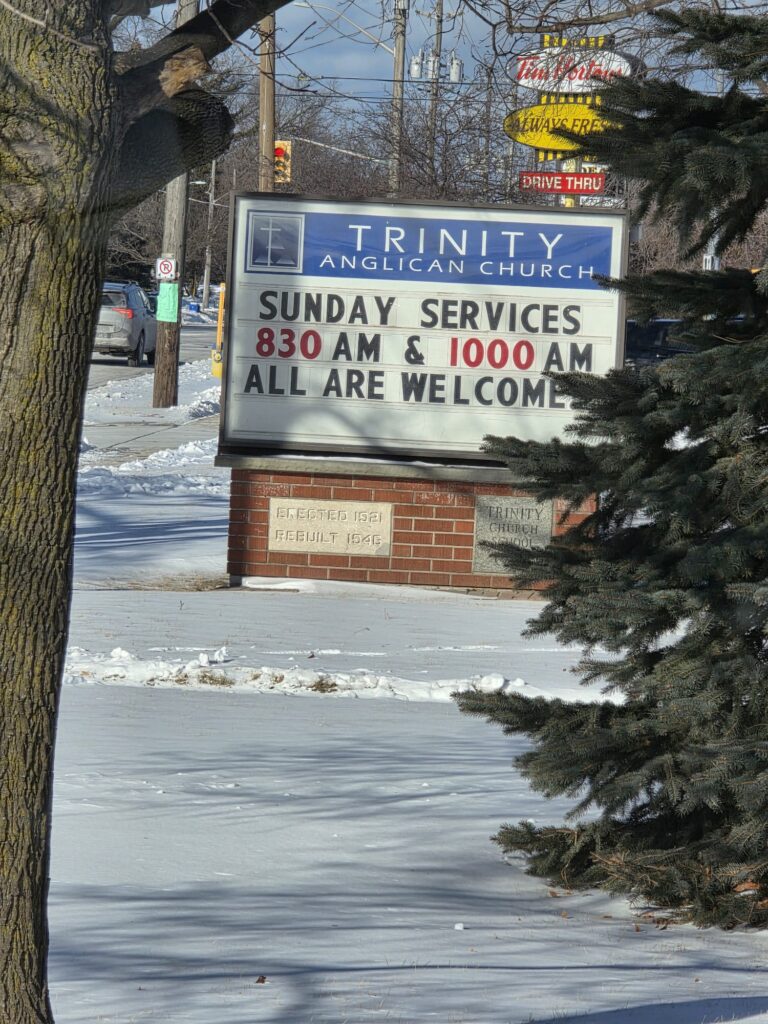 Tim Hortons
ALWAYS FRESH
DRIVE THRU
TRINITY
ANGLICAN CHURCH
SUNDAY SERVICES
830 AM & 1000 AM
ALL ARE WELCOME
ERECTED 1921
REBUILT 1946
TRINITY
CHURCH
SCHOOL